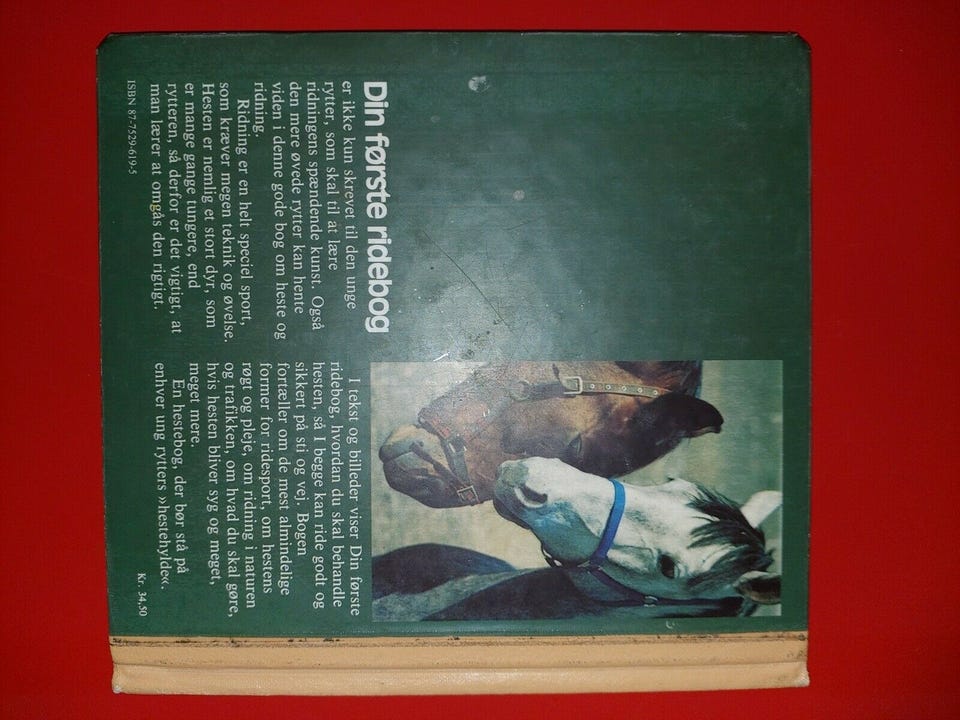 Din første ridebog
er ikke kun skrevet til den unge
rytter, som skal til at lære
ridningens spændende kunst. Også
den mere øvede rytter kan hente
viden i denne gode bog om heste og
ridning.
Ridning er en helt speciel sport,
som kræver megen teknik og øvelse.
Hesten er nemlig et stort dyr, som
er mange gange tungere, end
rytteren, så derfor er det vigtigt, at
man lærer at omgås den rigtigt.
ISBN 87-7529-619-5
I tekst og billeder viser Din første
ridebog, hvordan du skal behandle
hesten, så I begge kan ride godt og
sikkert på sti og vej. Bogen
fortæller om de mest almindelige
former for ridesport, om hestens
røgt og pleje, om ridning i naturen
og trafikken, om hvad du skal gøre,
hvis hesten bliver syg og meget,
meget mere.
En hestebog, der bør stå på
enhver ung rytters »hestehylde«.
Kr. 34,50